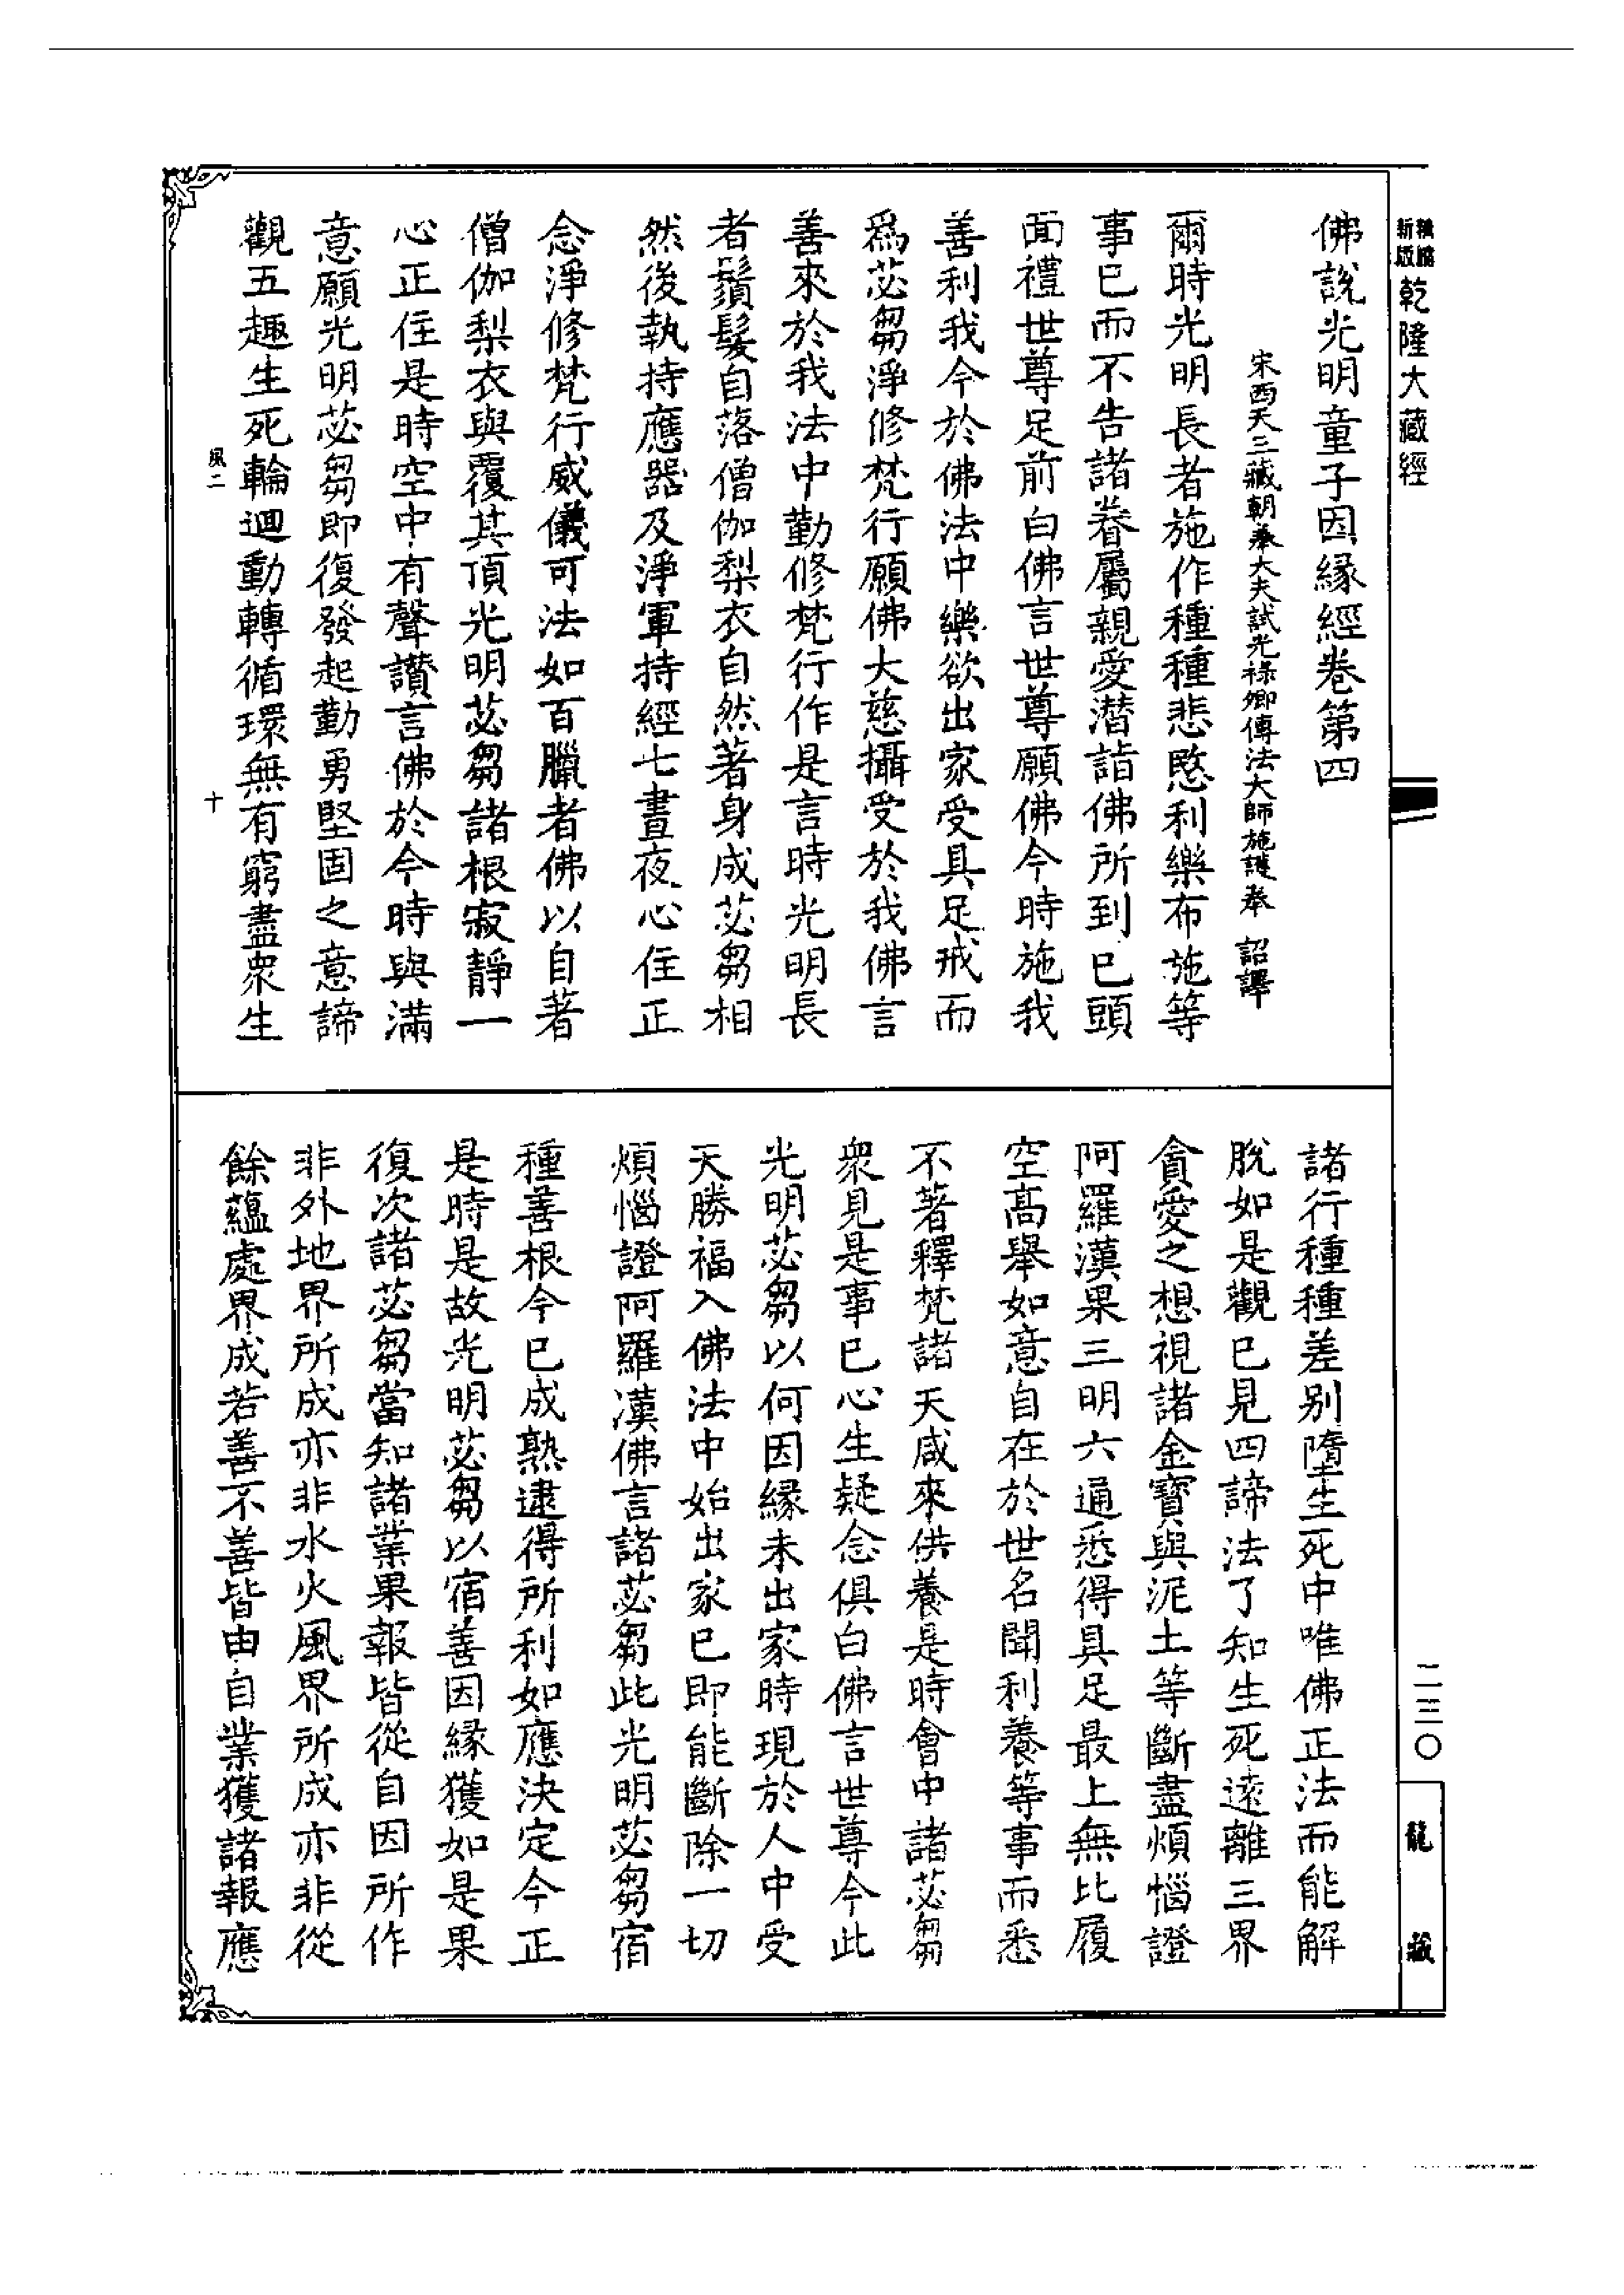 新版
乾隆大藏經
佛說光明童子因緣經卷第四
宋西天三藏朝奉大夫試光祿卿傳法大師施護奉 詔譯
爾時光明長者施作種種悲愍利樂布施等
事已而不告諸眷屬親愛潛詣佛所到已頭
面禮世尊足前白佛言世尊願佛今時施我
善利我今於佛法中樂欲出家受具足戒而
爲苾芻淨修梵行願佛大慈攝受於我佛言
善來於我法中勤修梵行作是言時光明長
者鬚髮自落僧伽梨衣自然著身成苾芻相
然後執持應器及淨軍持經七晝夜心住正
念淨修梵行威儀可法如百臘者佛以自著
僧伽梨衣與覆其頂光明苾芻諸根寂靜一
心正住是時空中有聲讚言佛於今時與滿
意願光明苾芻即復發起勤勇堅固之意諦
觀五趣生死輪迴動轉循環無有窮盡衆生
風二
十
諸行種種差別墮生死中唯佛正法而能解
脫如是觀已見四諦法了知生死遠離三界
貪愛之想視諸金寶與泥土等斷盡煩惱證
阿羅漢果三明六通悉得具足最上無比履
空高舉如意自在於世名聞利養等事而悉
不著釋梵諸天咸來供養是時會中諸苾芻
衆見是事已心生疑念俱白佛言世尊今此
光明苾芻以何因緣未出家時現於人中受
天勝福入佛法中始出家已即能斷除一切
煩惱證阿羅漢佛言諸苾芻此光明苾芻宿
種善根今已成熟逮得所利如應決定今正
是時是故光明苾芻以宿善因緣獲如是果
復次諸苾芻當知諸業果報皆從自因所作
非外地界所成亦非水火風界所成亦非從
餘蘊處界成若善不善皆由自業獲諸報應
二三〇
龍藏